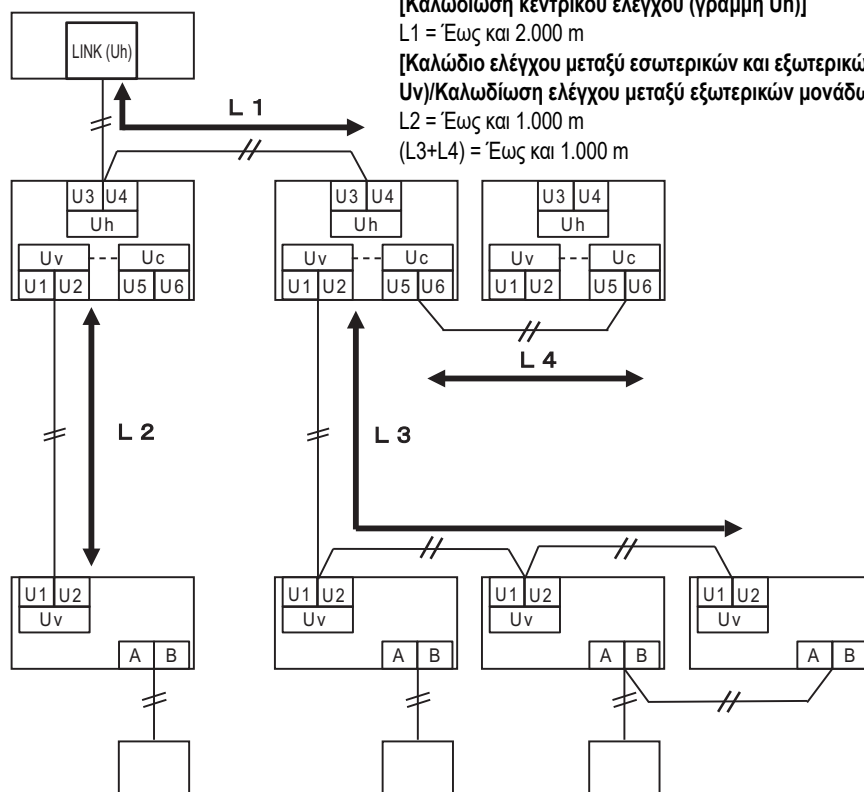 [Καλωδίωση κεντρικού ελέγχου (γραμμή Uh)]
L1 = Έως και 2.000 m
[Καλώδιο ελέγχου μεταξύ εσωτερικών και εξωτερικώ
Uv)/Καλωδίωση ελέγχου μεταξύ εξωτερικών μονάδω
L2 = Έως και 1.000 m
(L3+L4) = Έως και 1.000 m
LINK (Uh)
L 1
U3 U4 U3 U4 U3 U4
Uh Uh Uh
Uv Uc Uv Uc Uv Uc
U1 U2 U5 U6 U1 U2 U5 U6 U1 U2 U5 U6
L 4
L 2 L 3
U1 U2 U1 U2 U1 U2 U1 U2
Uv Uv Uv Uv
A B A B A B A B